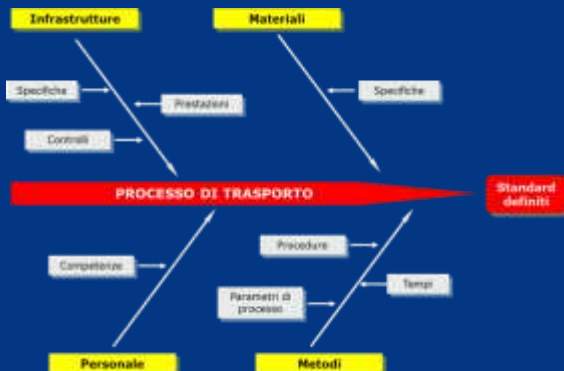 Infrastrutture
Materiali
Specifiche
Prestazioni
Specifiche
Controlli
PROCESSO DI TRASPORTO
Standard
definiti
Procedure
Competenze
Tempi
Parametri di
processo
Personale
Metodi